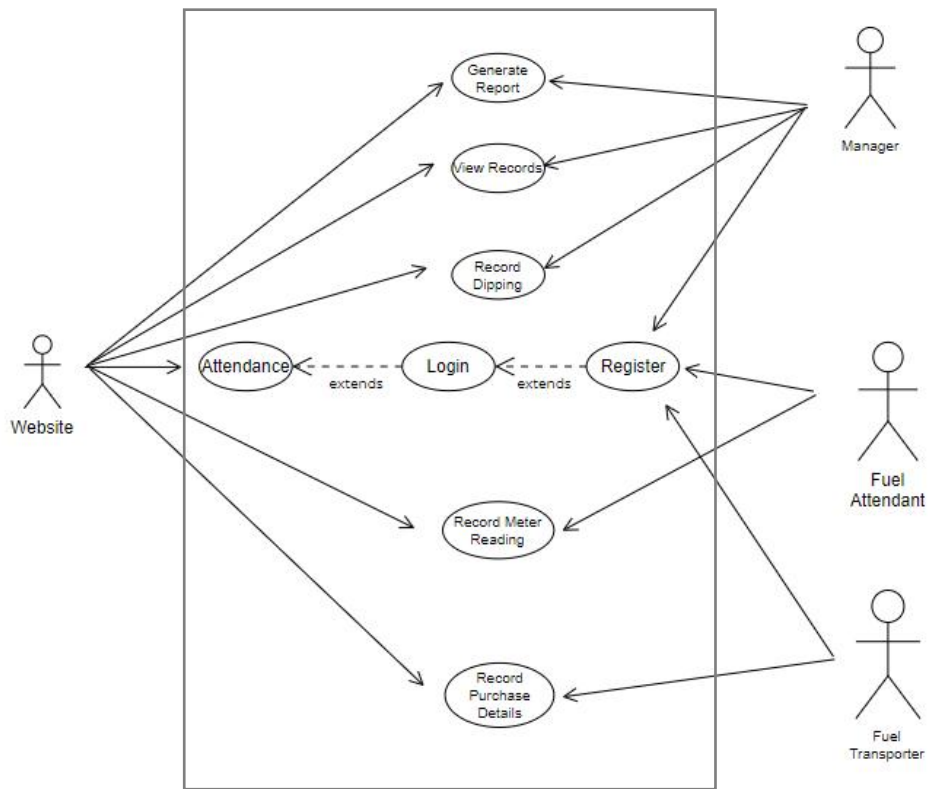 Generate
Report
Manager
View Records
Record
Dipping
Website
Attendance
extends
Login
extends
Register
Fuel
Attendant
Record Meter
Reading
Record
Purchase
Details
Fuel
Transporter